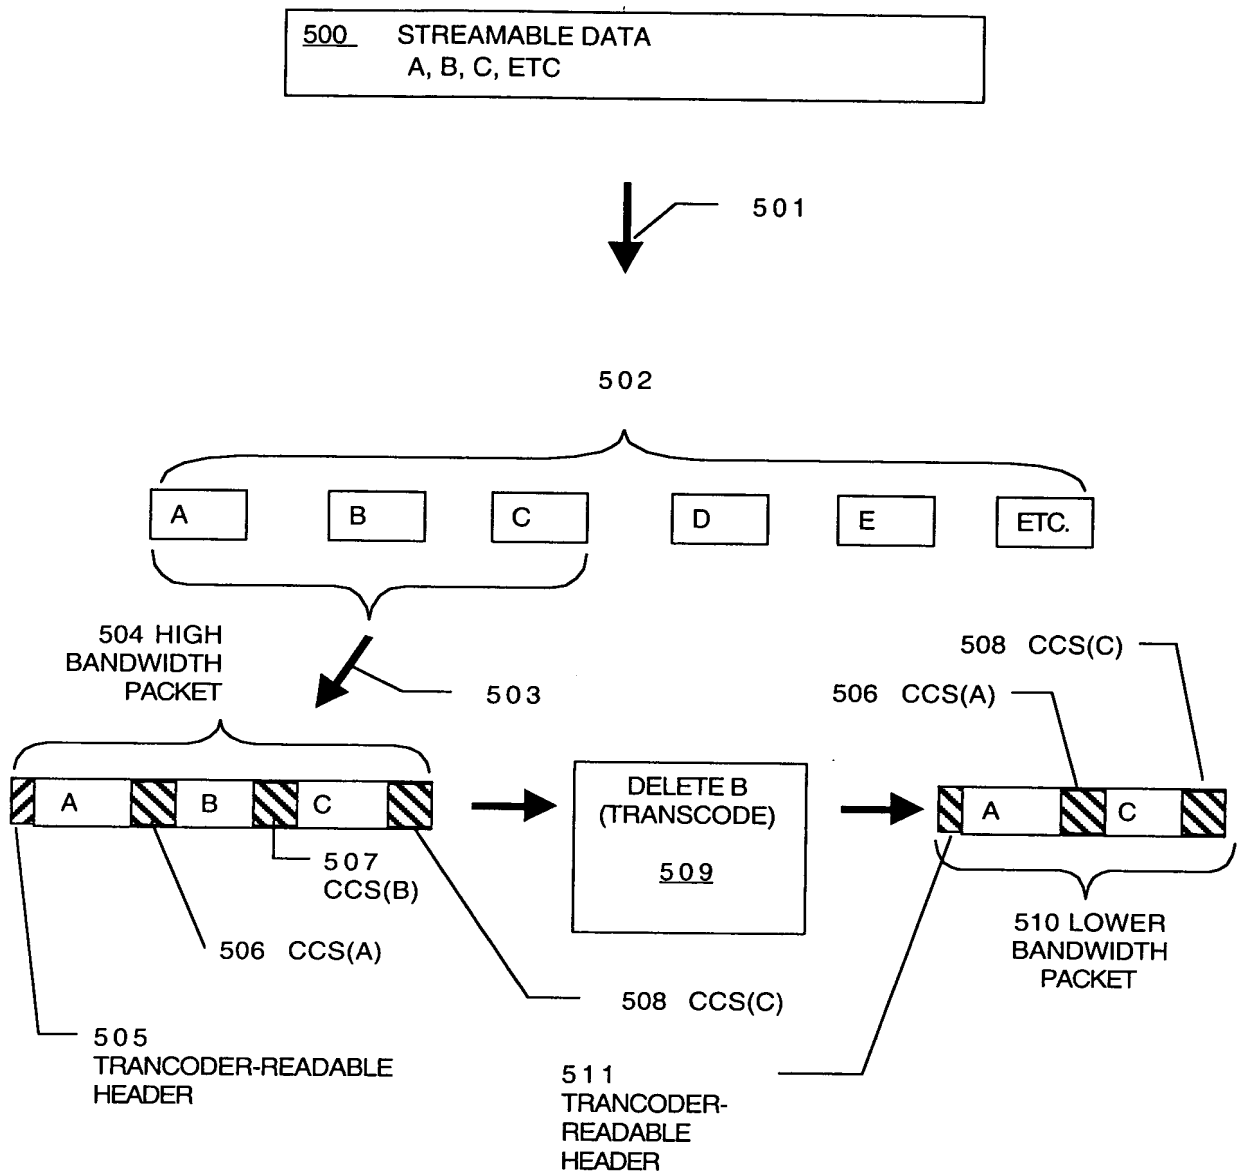 500 STREAMABLE DATA
A, B, C, ETC
501
502
A B C D E ETC.
504 HIGH
BANDWIDTH
PACKET
503
508 CCS(C)
506 CCS(A)
A B C
DELETE B
(TRANSCODE)
509
A C
507
CCS(B)
506 CCS(A)
508 CCS(C)
510 LOWER
BANDWIDTH
PACKET
505
TRANCODER-READABLE
HEADER
511
TRANCODER-
READABLE
HEADER